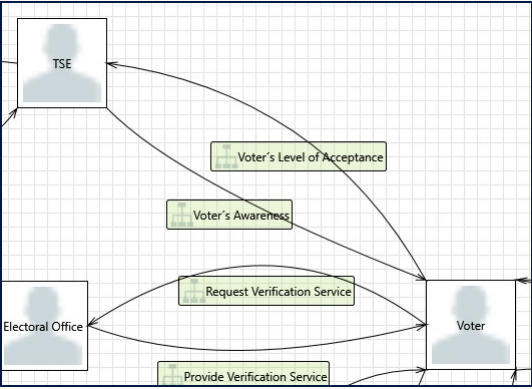 TSE
Voter´s Level of Acceptance
Voter´s Awareness
Request Verification Service
Electoral Office
Voter
Provide Verification Service